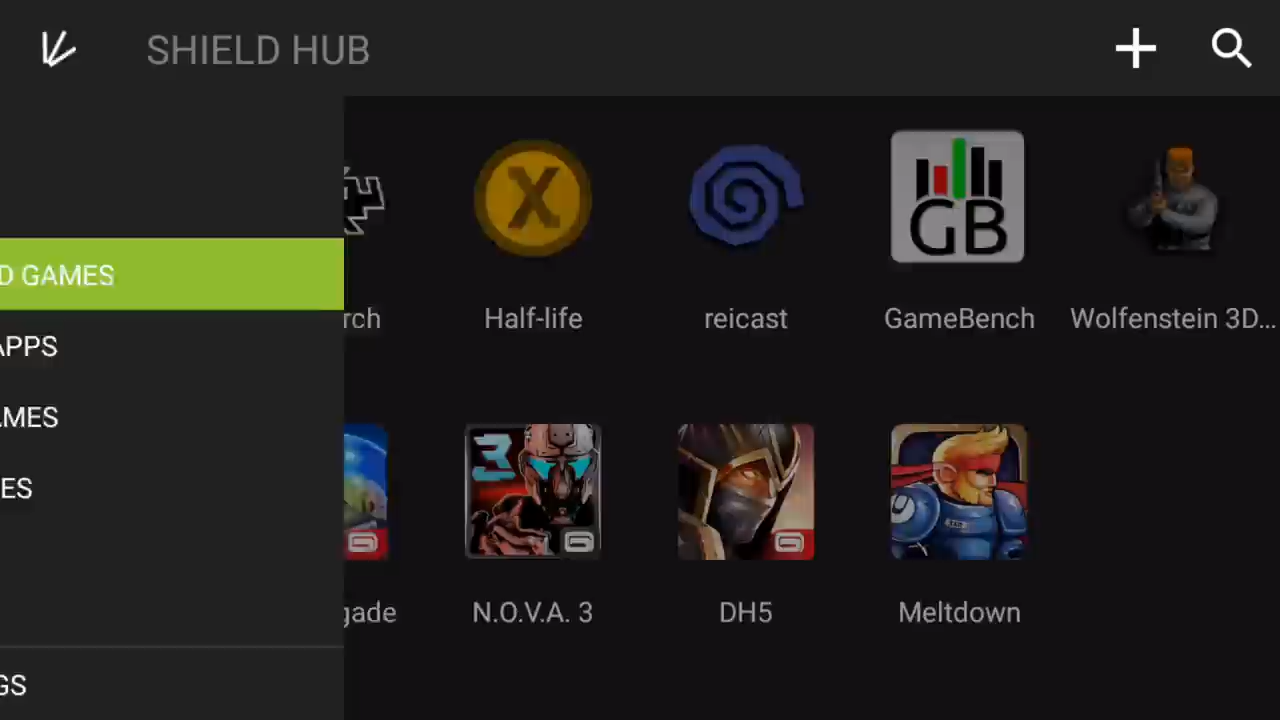 SHIELD HUB
D GAMES
APPS
AMES
ES
GS
rch
Half-life
reicast
GameBench
Wolfenstein 3D...
X
GB
gade
N.O.V.A. 3
DH5
Meltdown
3